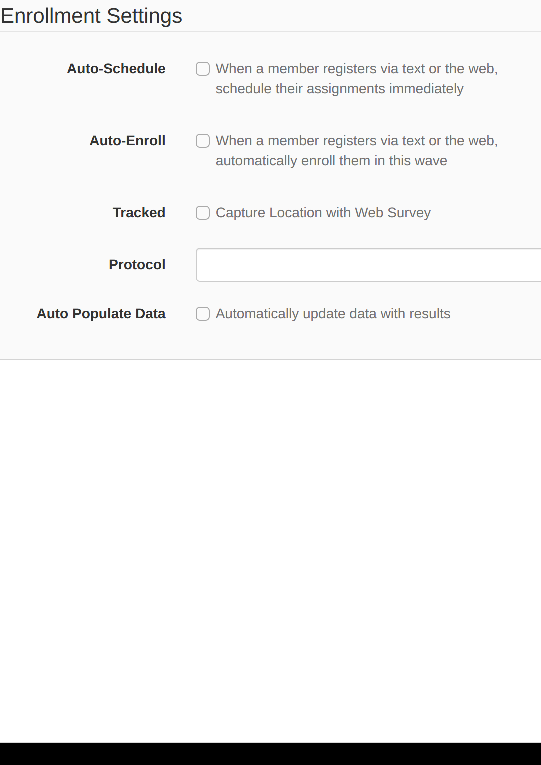 Enrollment Settings
Auto-Schedule When a member registers via text or the web,
schedule their assignments immediately
Auto-Enroll When a member registers via text or the web,
automatically enroll them in this wave
Tracked Capture Location with Web Survey
Protocol
Auto Populate Data Automatically update data with results